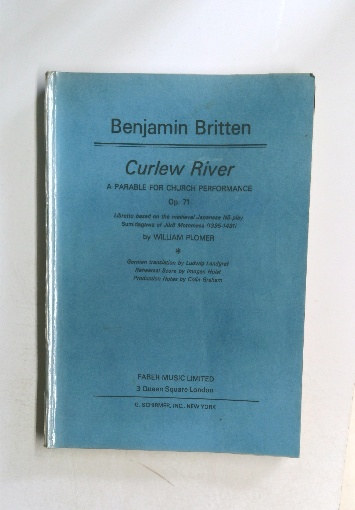 Benjamin Britten
Curlew River
A PARABLE FOR CHURCH PERFORMANCE
Op. 71
Libretto based on the medieval Japanese Nō play
Sumidagawa of Jūrō Motomasa (1395-1431)
by WILLIAM PLOMER
*
German translation by Ludwig Landgraf
Rehearsal Score by Imogen Holst
Production Notes by Colin Graham
FABER MUSIC LIMITED
3 Queen Square London
G. SCHIRMER, INC., NEW YORK